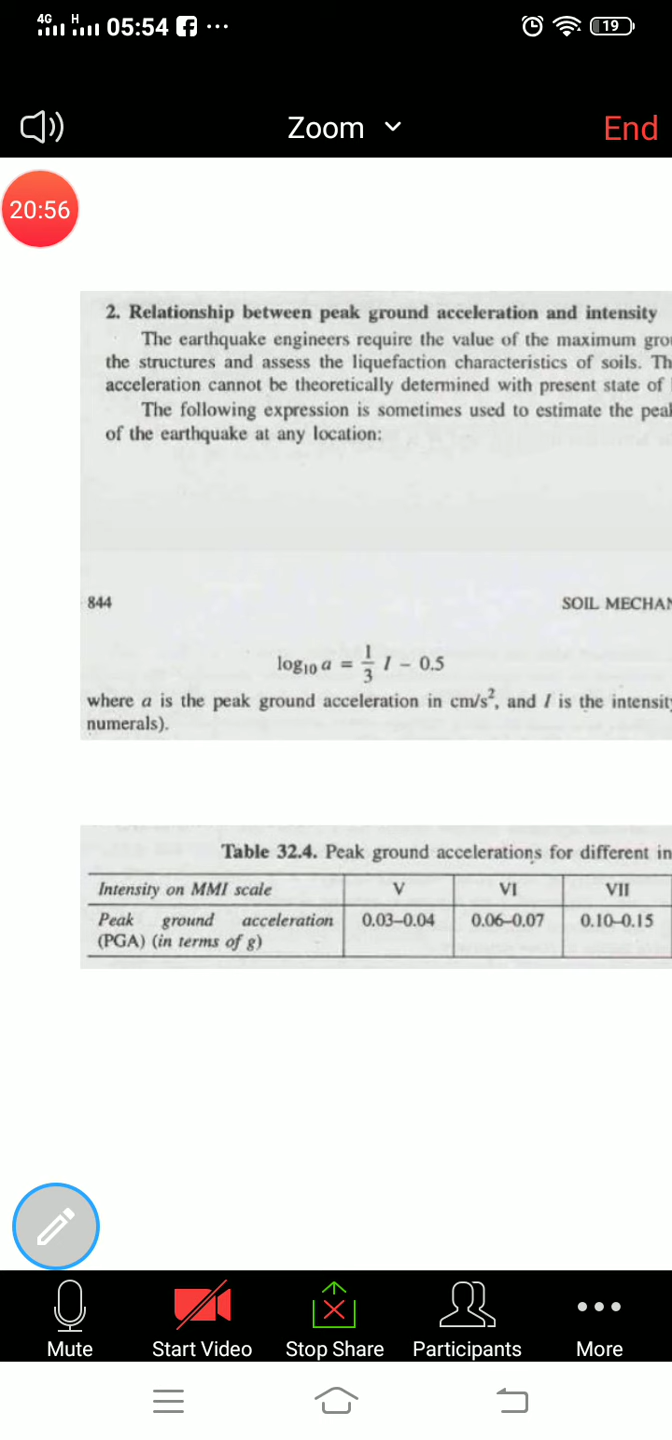 4G H 05:54 ... 19
Zoom End
20:56
2. Relationship between peak ground acceleration and intensity
The earthquake engineers require the value of the maximum gro
the structures and assess the liquefaction characteristics of soils. Th
acceleration cannot be theoretically determined with present state of
The following expression is sometimes used to estimate the peak
of the earthquake at any location:
844 SOIL MECHAN
log₁₀ a = 1/3 I – 0.5
where a is the peak ground acceleration in cm/s², and I is the intensity
numerals).
Table 32.4. Peak ground accelerations for different in
Intensity on MMI scale V VI VII
Peak ground acceleration 0.03–0.04 0.06–0.07 0.10–0.15
(PGA) (in terms of g)
Mute Start Video Stop Share Participants More